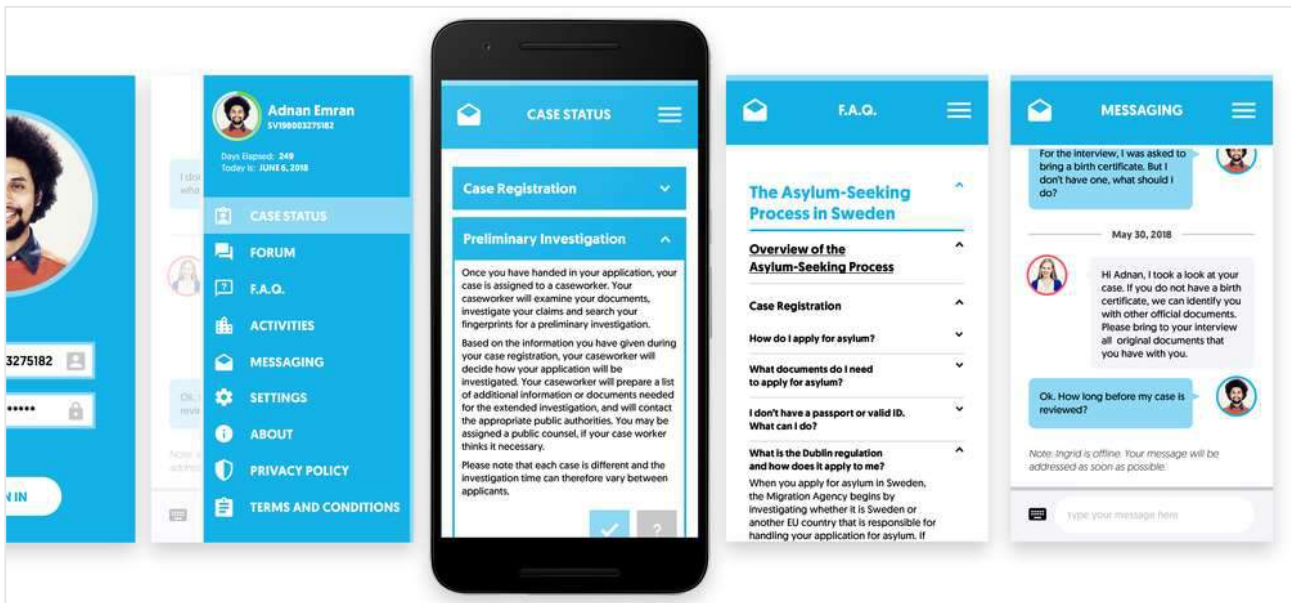 3275182
*****
N IN
Adnan Emran
SV198003275182
Days Elapsed: 249
Today is: JUNE 6, 2018
CASE STATUS
FORUM
F.A.Q.
ACTIVITIES
MESSAGING
SETTINGS
ABOUT
PRIVACY POLICY
TERMS AND CONDITIONS
CASE STATUS
Case Registration
Preliminary Investigation
Once you have handed in your application, your
case is assigned to a caseworker. Your
caseworker will examine your documents,
investigate your claims and search your
fingerprints for a preliminary investigation.
Based on the information you have given during
your case registration, your caseworker will
decide how your application will be
investigated. Your caseworker will prepare a list
of additional information or documents needed
for the extended investigation, and will contact
the appropriate public authorities. You may be
assigned a public counsel, if your case worker
thinks it necessary.
Please note that each case is different and the
investigation time can therefore vary between
applicants.
?
F.A.Q.
The Asylum-Seeking
Process in Sweden
Overview of the
Asylum-Seeking Process
Case Registration
How do I apply for asylum?
What documents do I need
to apply for asylum?
I don't have a passport or valid ID.
What can I do?
What is the Dublin regulation
and how does it apply to me?
When you apply for asylum in Sweden,
the Migration Agency begins by
investigating whether it is Sweden or
another EU country that is responsible for
handling your application for asylum. If
MESSAGING
For the interview, I was asked to
bring a birth certificate. But I
don't have one, what should I
do?
May 30, 2018
Hi Adnan, I took a look at your
case. If you do not have a birth
certificate, we can identify you
with other official documents.
Please bring to your interview
all original documents that
you have with you.
Ok. How long before my case is
reviewed?
Note: Ingrid is offline. Your message will be
addressed as soon as possible.
Type your message here